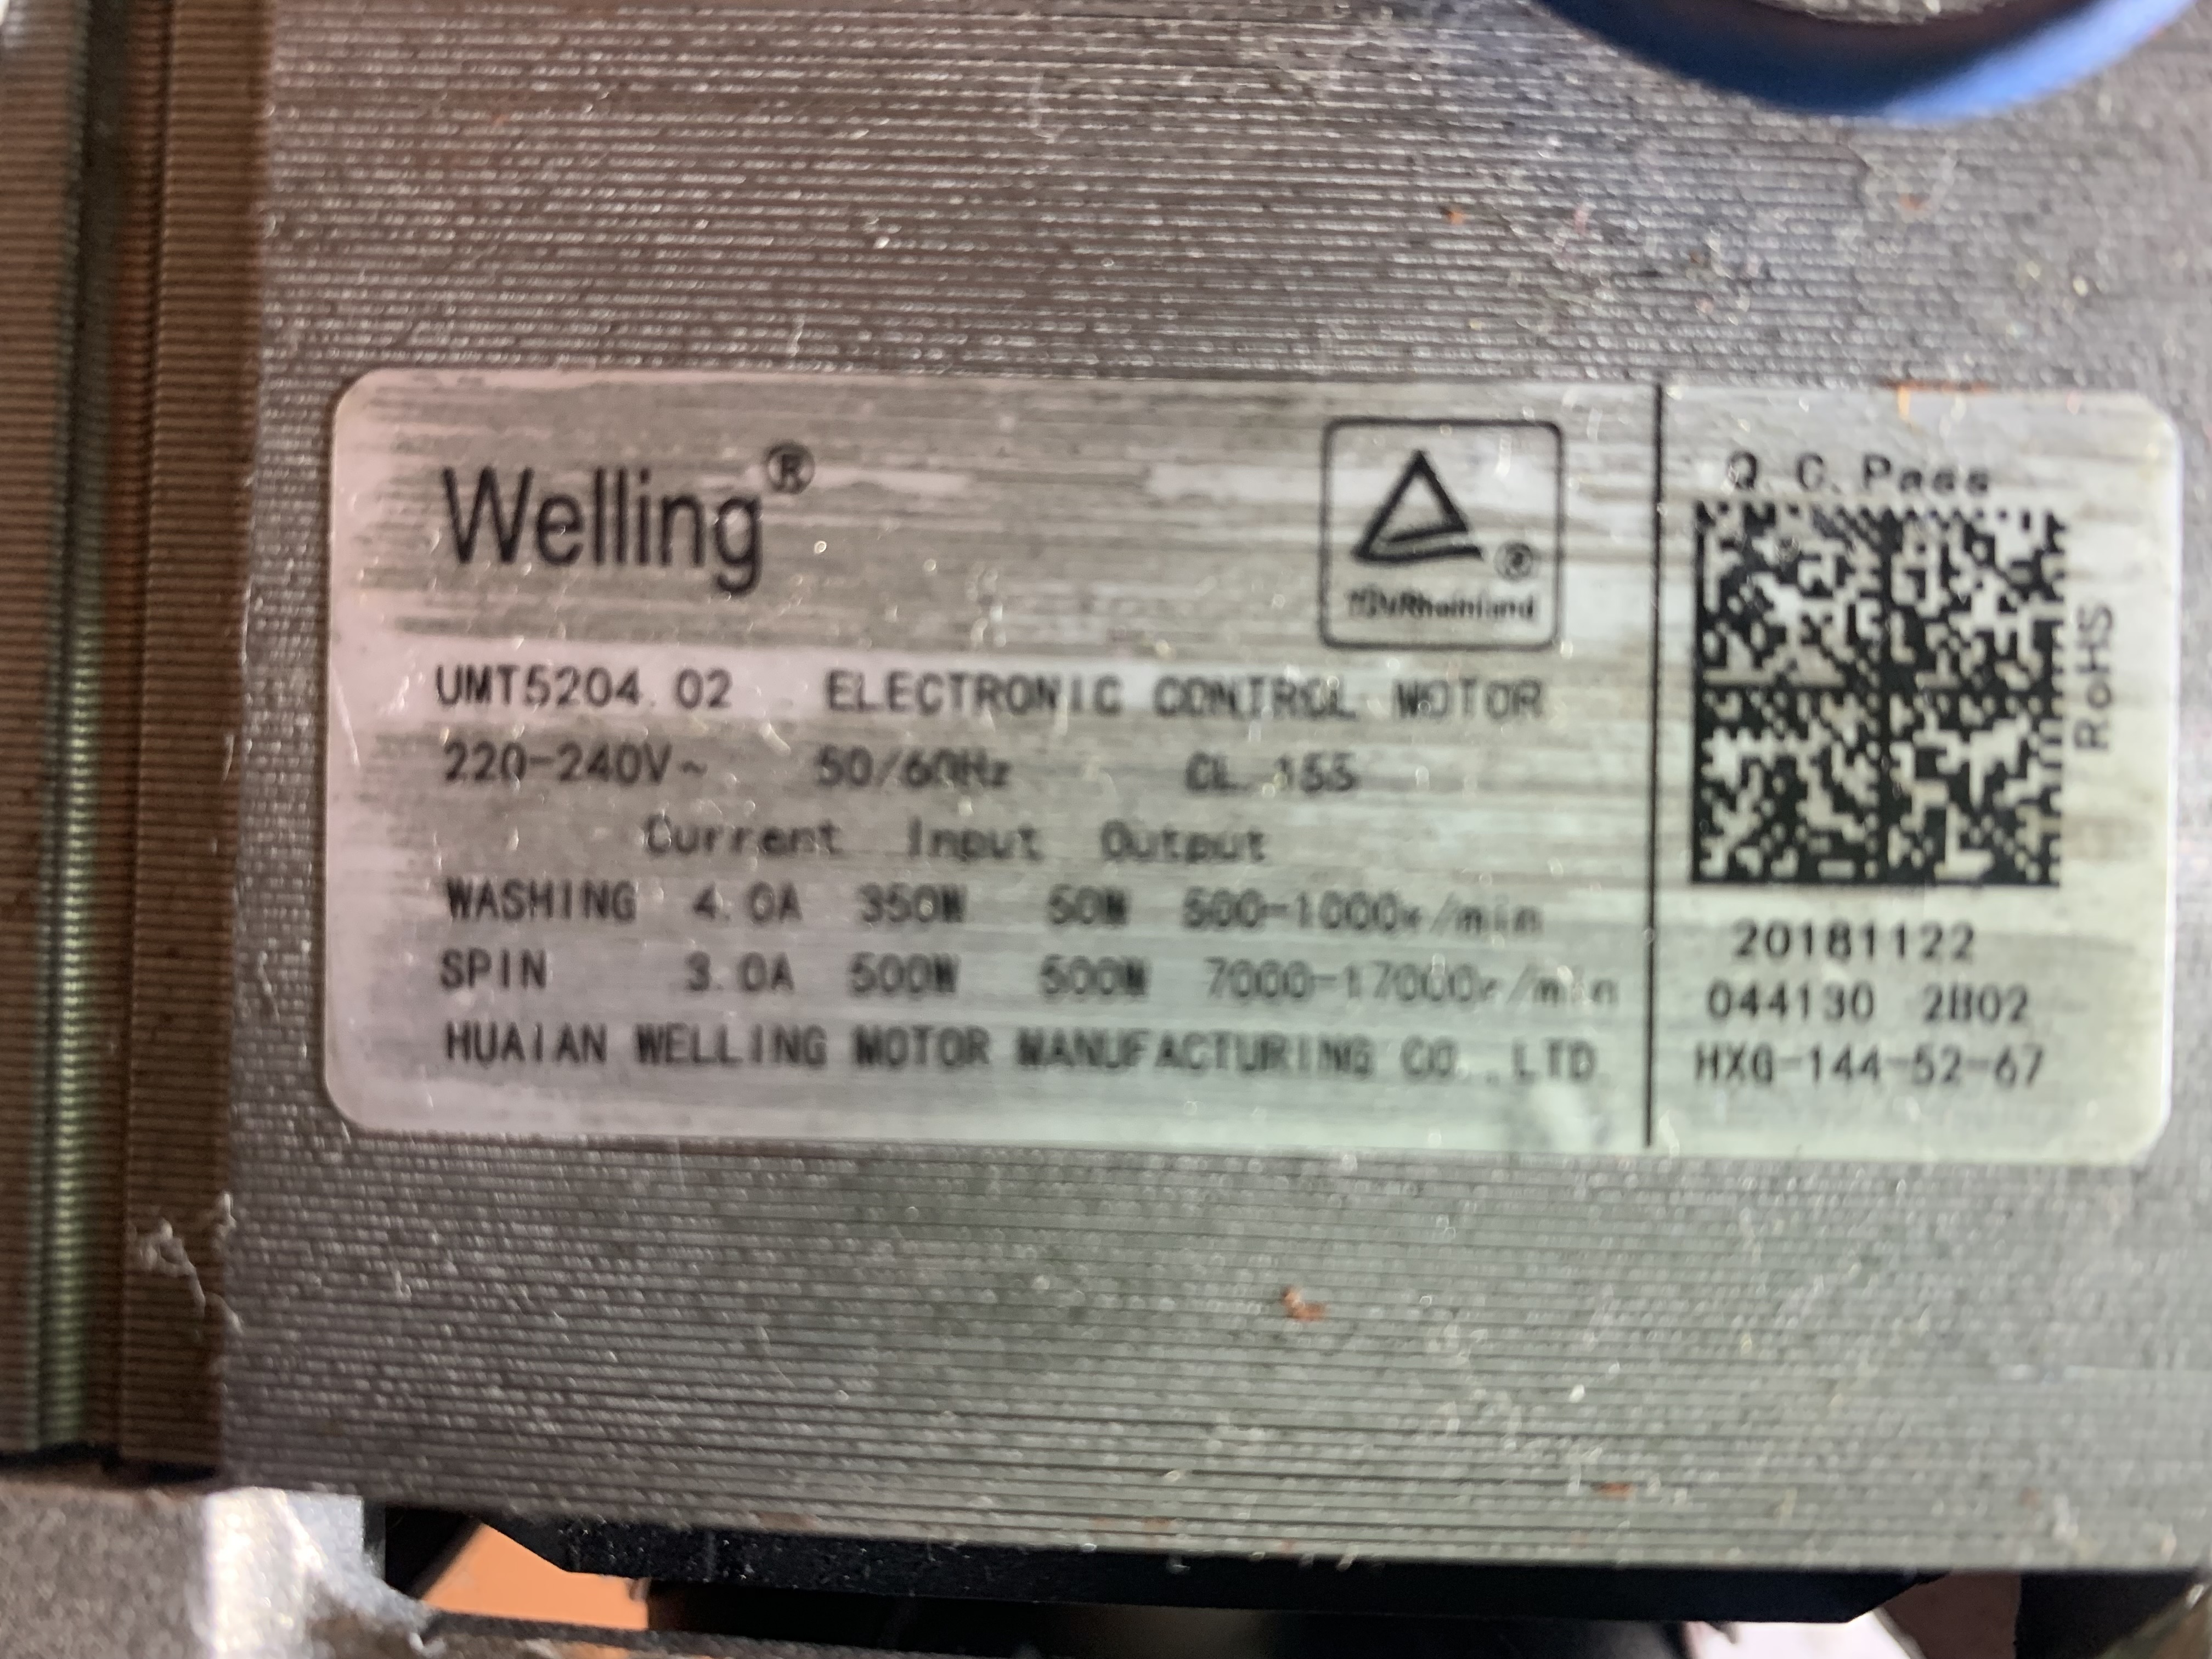 Welling®
TÜVRheinland
UMT5204.02 ELECTRONIC CONTROL MOTOR
220-240V~ 50/60Hz CL.155
Current Input Output
WASHING 4.0A 350W 50W 500-1000r/min
SPIN 3.0A 500W 500W 7000-17000r/min
HUAIAN WELLING MOTOR MANUFACTURING CO.,LTD.
Q.C.Pass
RoHS
20181122
044130 2B02
HXG-144-52-67